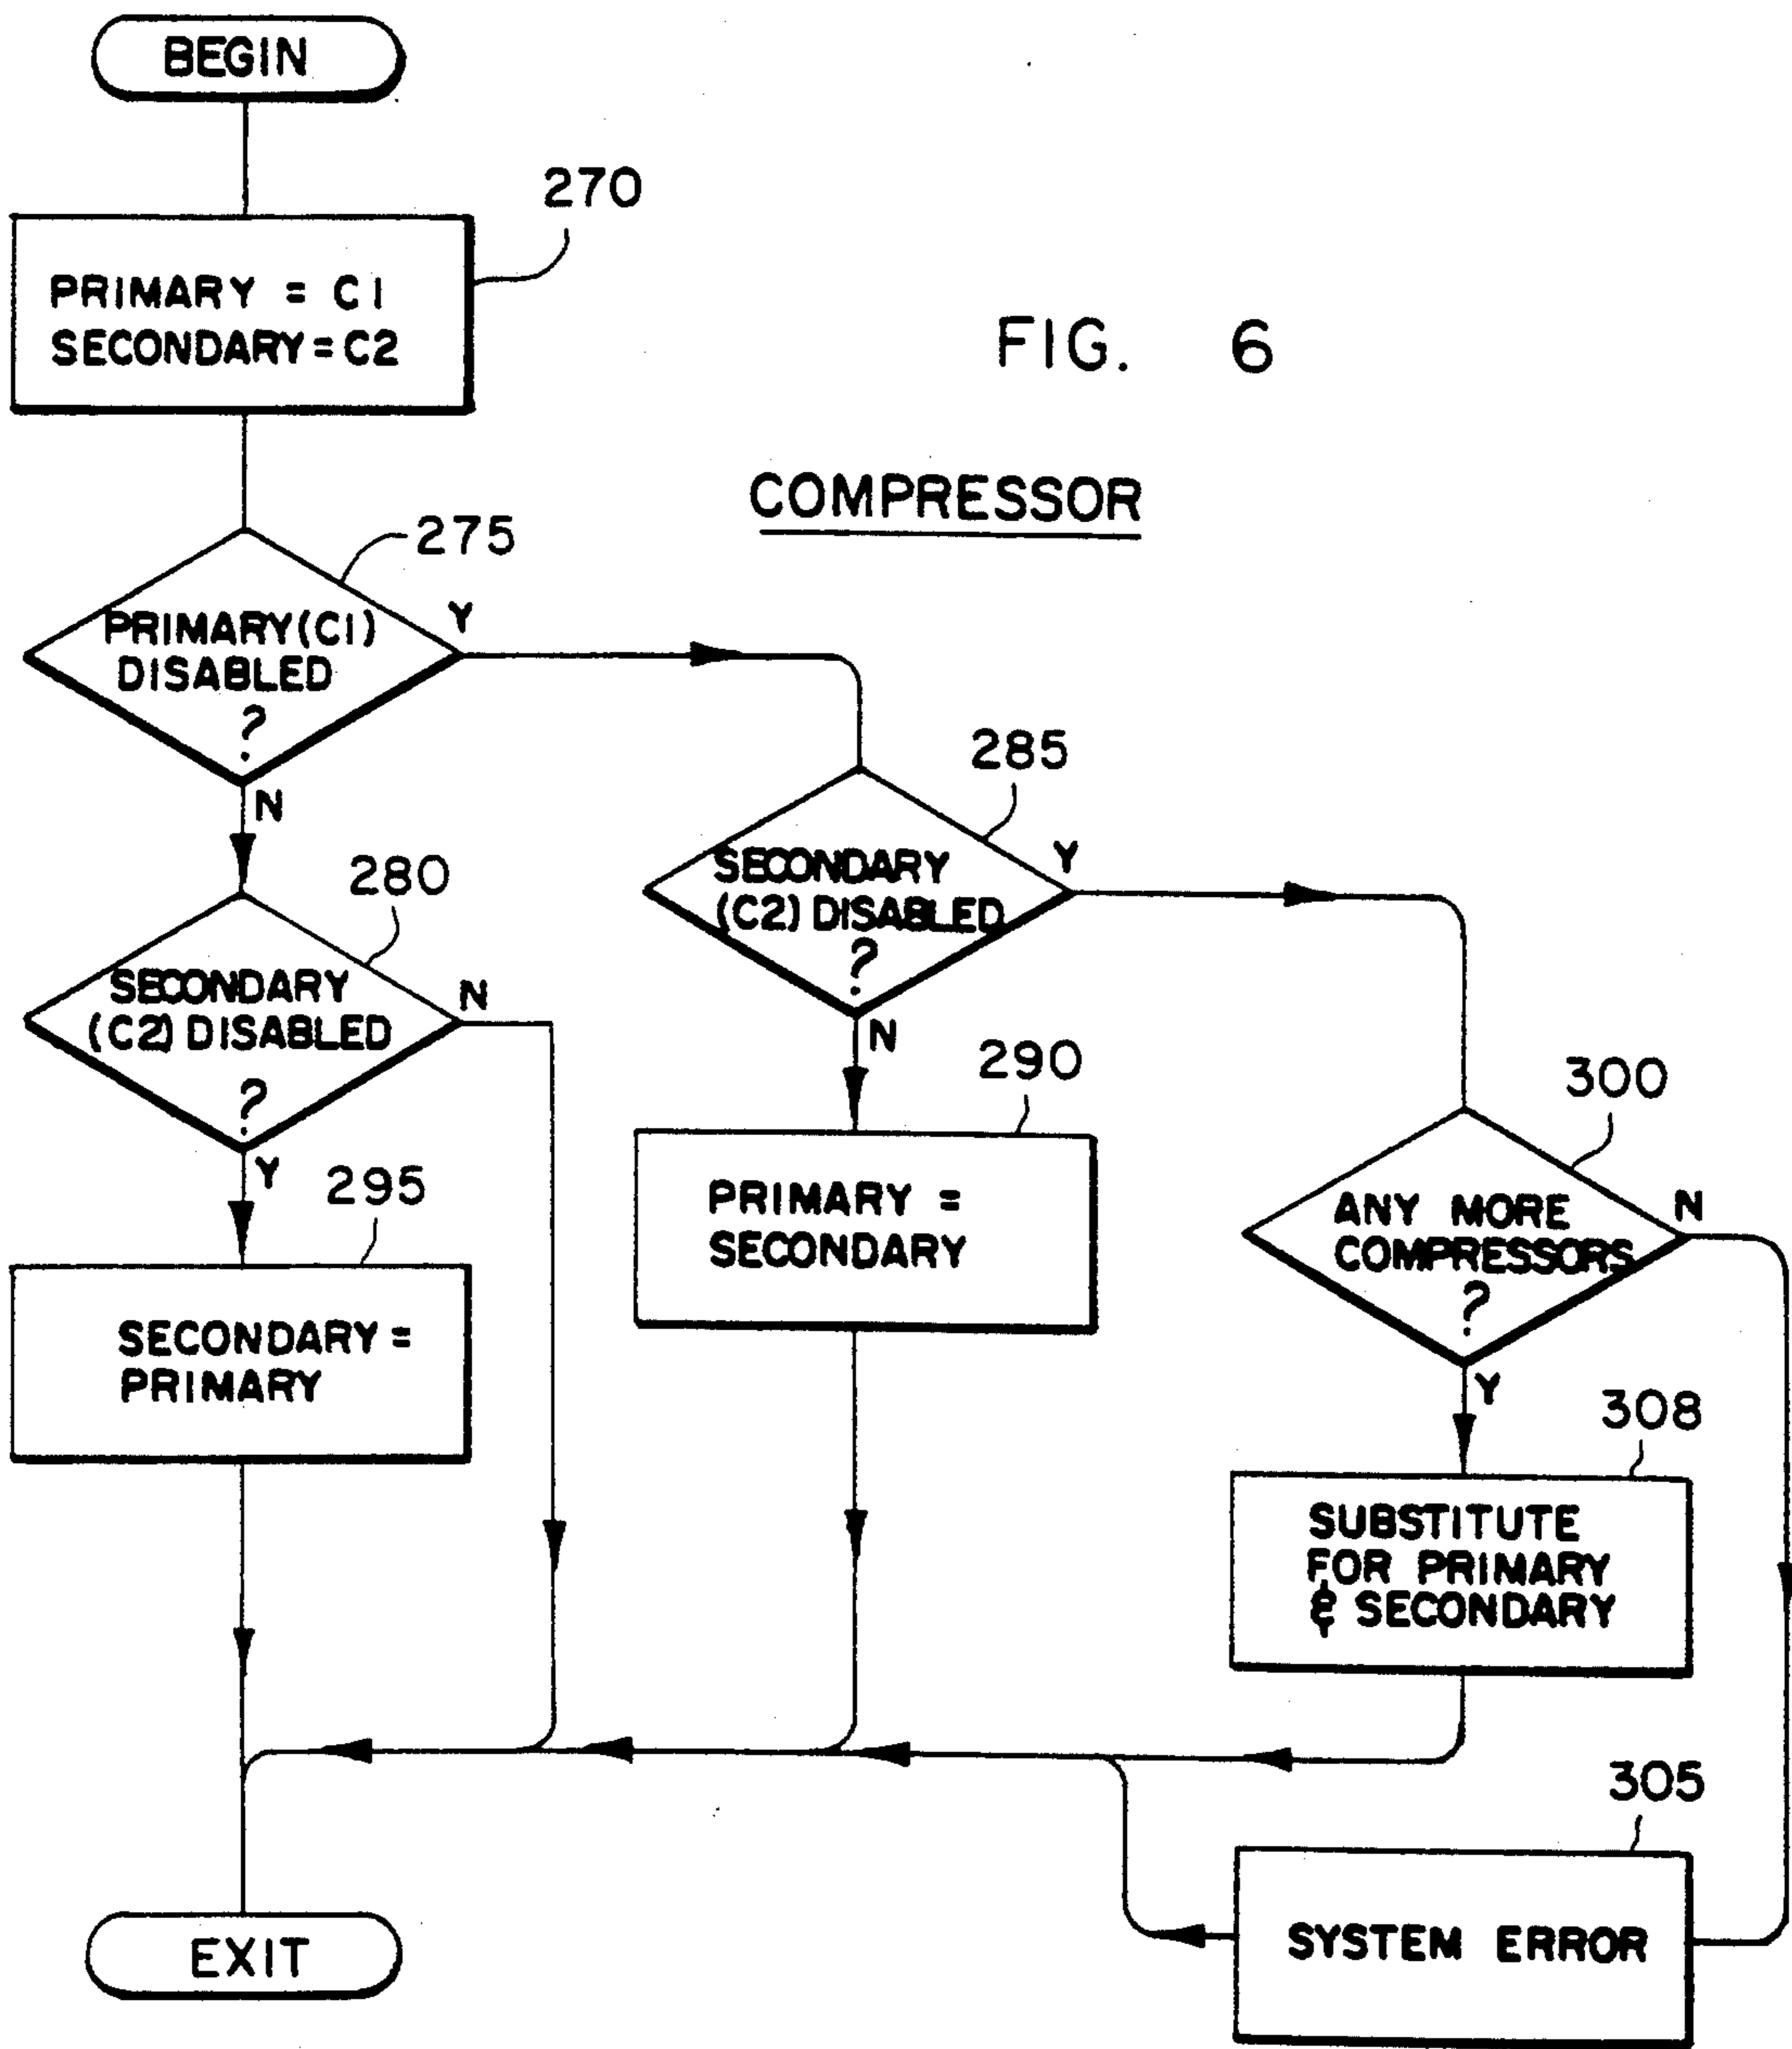 BEGIN
270
PRIMARY = C1
SECONDARY = C2
FIG. 6
COMPRESSOR
275
PRIMARY (C1)
DISABLED
?
Y
N
285
SECONDARY
(C2) DISABLED
?
Y
N
280
SECONDARY
(C2) DISABLED
?
N
Y
290
PRIMARY =
SECONDARY
300
ANY MORE
COMPRESSORS
?
N
Y
295
SECONDARY =
PRIMARY
308
SUBSTITUTE
FOR PRIMARY
& SECONDARY
305
SYSTEM ERROR
EXIT